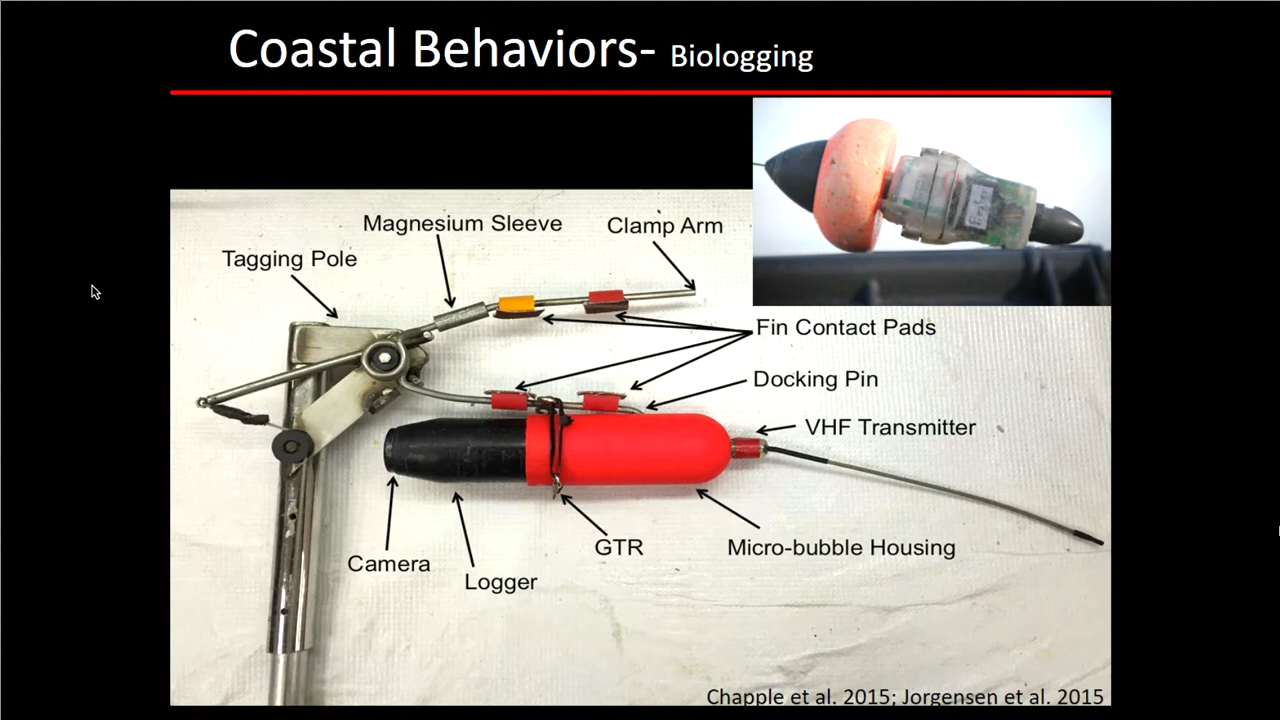 Coastal Behaviors- Biologging
Magnesium Sleeve
Clamp Arm
Tagging Pole
Fin Contact Pads
Docking Pin
VHF Transmitter
GTR
Micro-bubble Housing
Camera
Logger
Chapple et al. 2015; Jorgensen et al. 2015